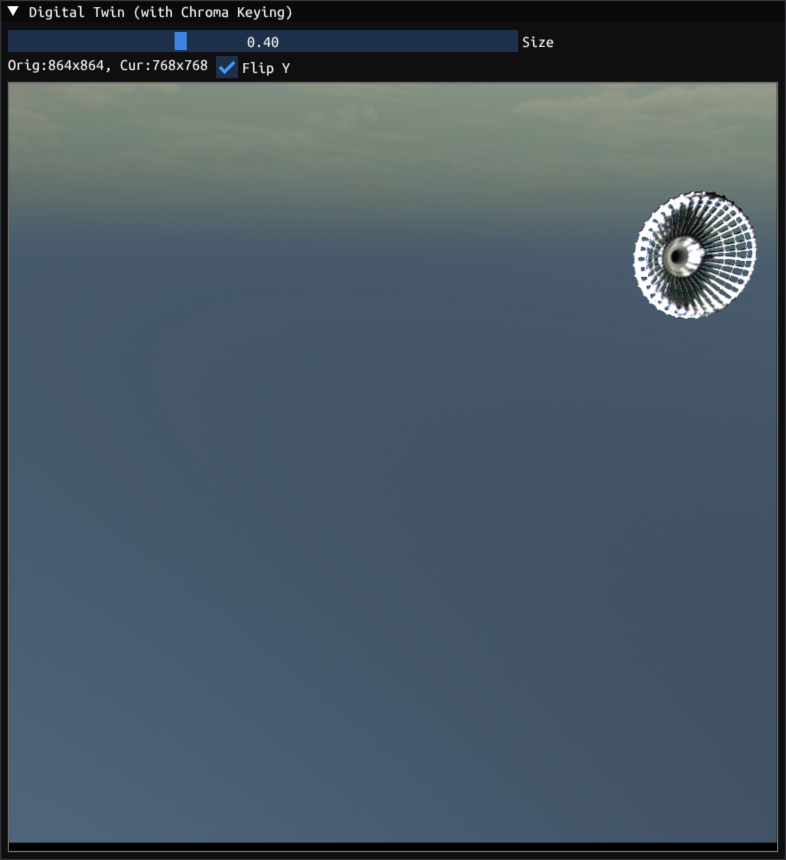 Digital Twin (with Chroma Keying)
0.40 Size
Orig:864x864, Cur:768x768 Flip Y